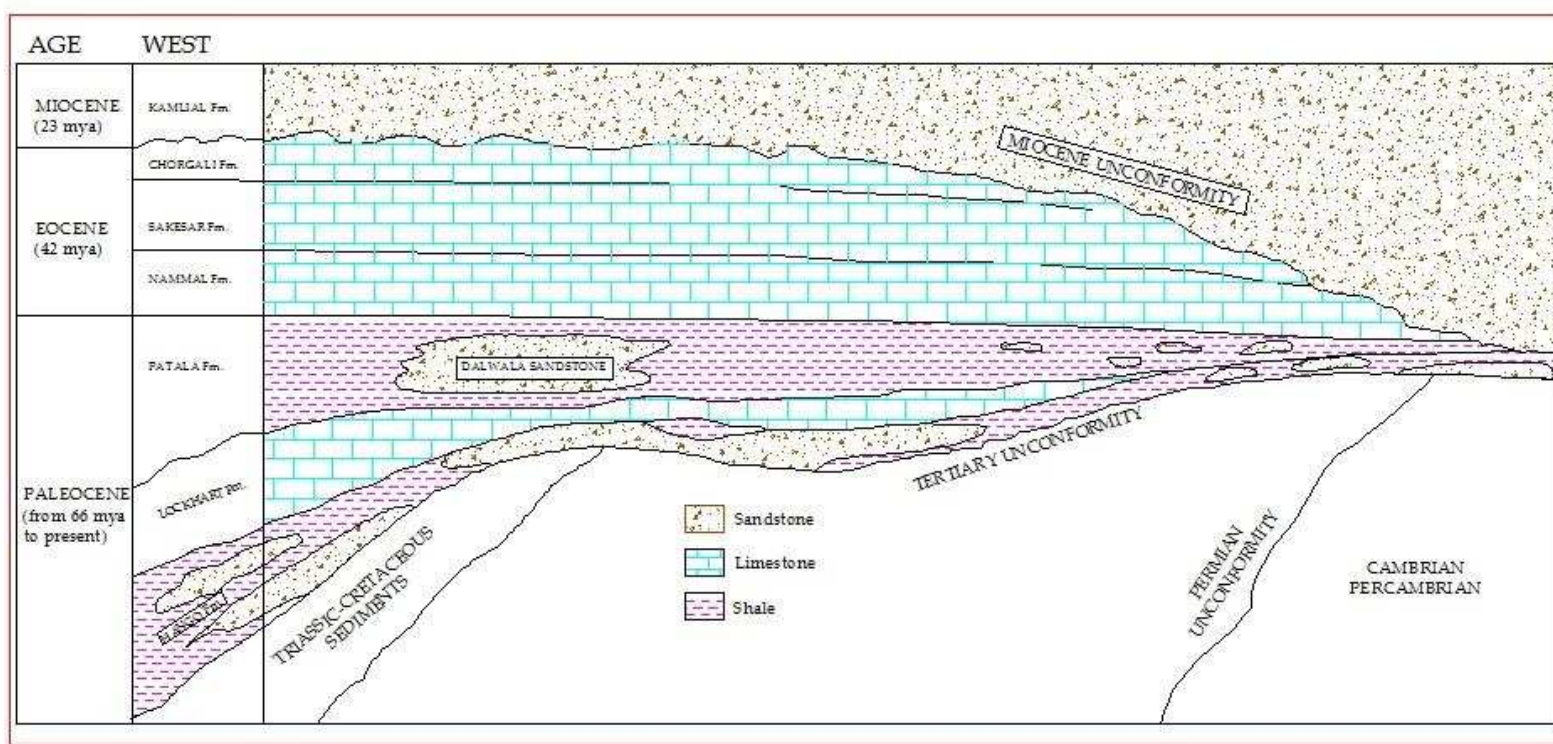 AGE
WEST
MIOCENE
(23 mya)
KAMLIAL Fm.
CHORGALI Fm.
EOCENE
(42 mya)
SAKESAR Fm.
NAMMAL Fm.
MIOCENE UNCONFORMITY
PATALA Fm.
DALWALA SANDSTONE
PALEOCENE
(from 66 mya
to present)
LOCKHART Fm.
TRIASSIC-CRETACEOUS
SEDIMENTS
TERTIARY UNCONFORMITY
PERMIAN
UNCONFORMITY
CAMBRIAN
PERCAMBRIAN
Sandstone
Limestone
Shale